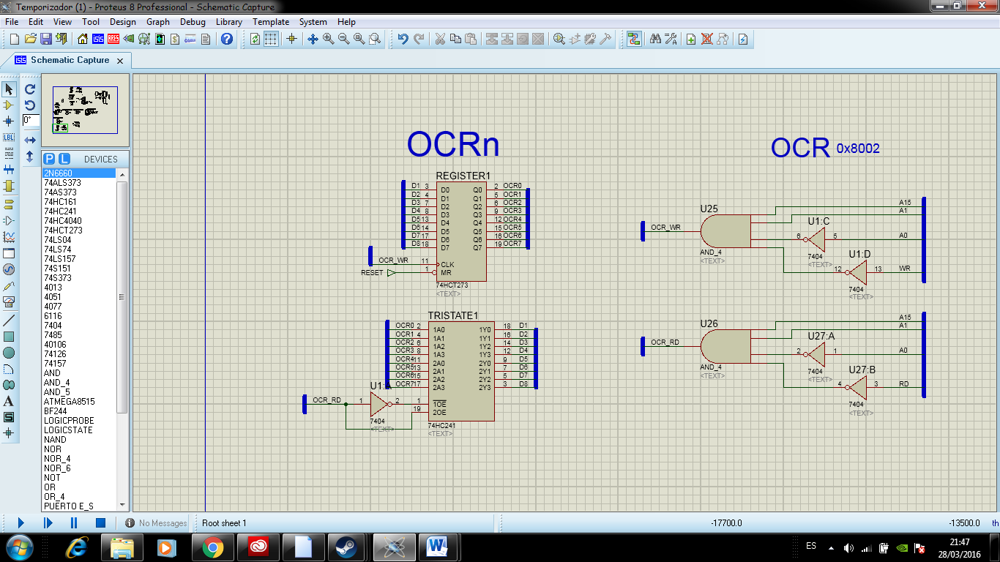 Temporizador (1) - Proteus 8 Professional - Schematic Capture
File Edit View Tool Design Graph Debug Library Template System Help
Schematic Capture
0°
LBL
P L DEVICES
2N6660
74ALS373
74AS373
74HC161
74HC241
74HC4040
74HCT273
74LS04
74LS74
74LS157
74S151
74S373
4013
4051
4077
6116
7404
7485
40106
74126
74157
AND
AND_4
AND_5
ATMEGA8515
BF244
LOGICPROBE
LOGICSTATE
NAND
NOR
NOR_4
NOR_6
NOT
OR
OR_4
PUERTO E_S
OCRn
REGISTER1
D1 3 D0 Q0 2 OCR0
D2 4 D1 Q1 5 OCR1
D3 7 D2 Q2 6 OCR2
D4 8 D3 Q3 9 OCR3
D5 13 D4 Q4 12 OCR4
D6 14 D5 Q5 15 OCR5
D7 17 D6 Q6 16 OCR6
D8 18 D7 Q7 19 OCR7
OCR_WR 11 CLK
RESET 1 MR
74HCT273
<TEXT>
TRISTATE1
OCR0 2 1A0 1Y0 18 D1
OCR1 4 1A1 1Y1 16 D2
OCR2 6 1A2 1Y2 14 D3
OCR3 8 1A3 1Y3 12 D4
OCR4 11 2A0 2Y0 9 D5
OCR5 13 2A1 2Y1 7 D6
OCR6 15 2A2 2Y2 5 D7
OCR7 17 2A3 2Y3 3 D8
U1:A
OCR_RD 1 2 1 1OE
19 2OE
7404
<TEXT>
74HC241
<TEXT>
OCR 0x8002
U25
A15
A1
OCR_WR
U1:C
6 5 A0
AND_4
<TEXT>
7404
<TEXT>
U1:D
12 13 WR
7404
<TEXT>
U26
A15
A1
OCR_RD
U27:A
2 1 A0
AND_4
<TEXT>
7404
<TEXT>
U27:B
4 3 RD
7404
<TEXT>
No Messages Root sheet 1 -17700.0 -13500.0 th
ES 21:47
28/03/2016